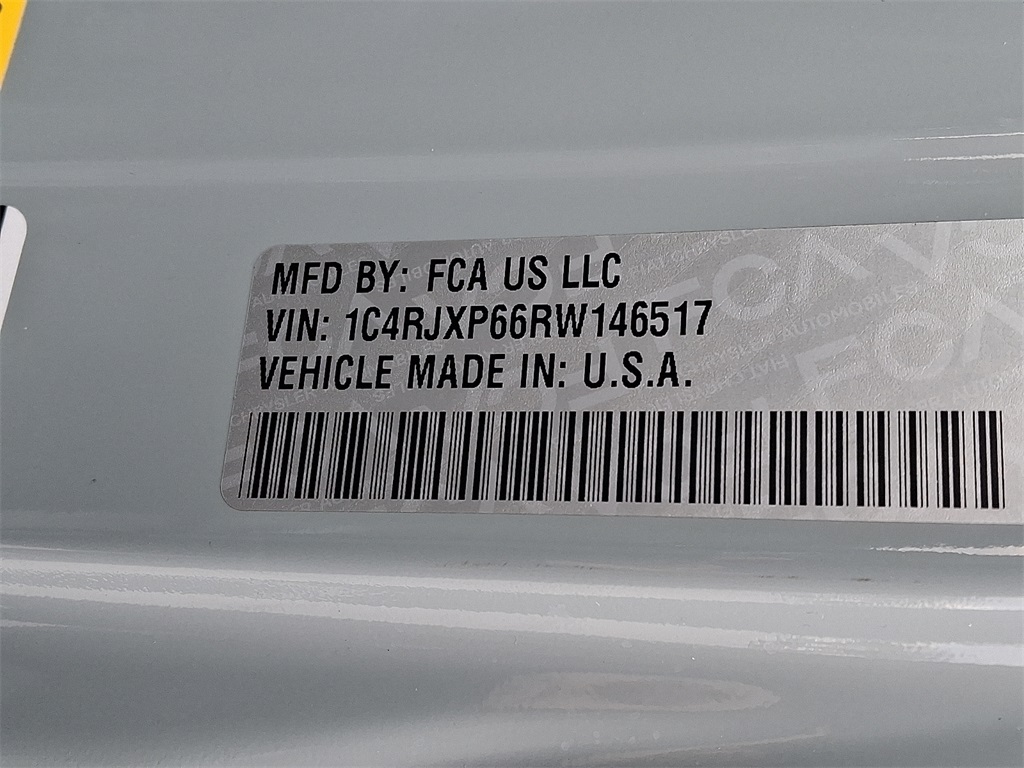 MFD BY: FCA US LLC
VIN: 1C4RJXP66RW146517
VEHICLE MADE IN: U.S.A.